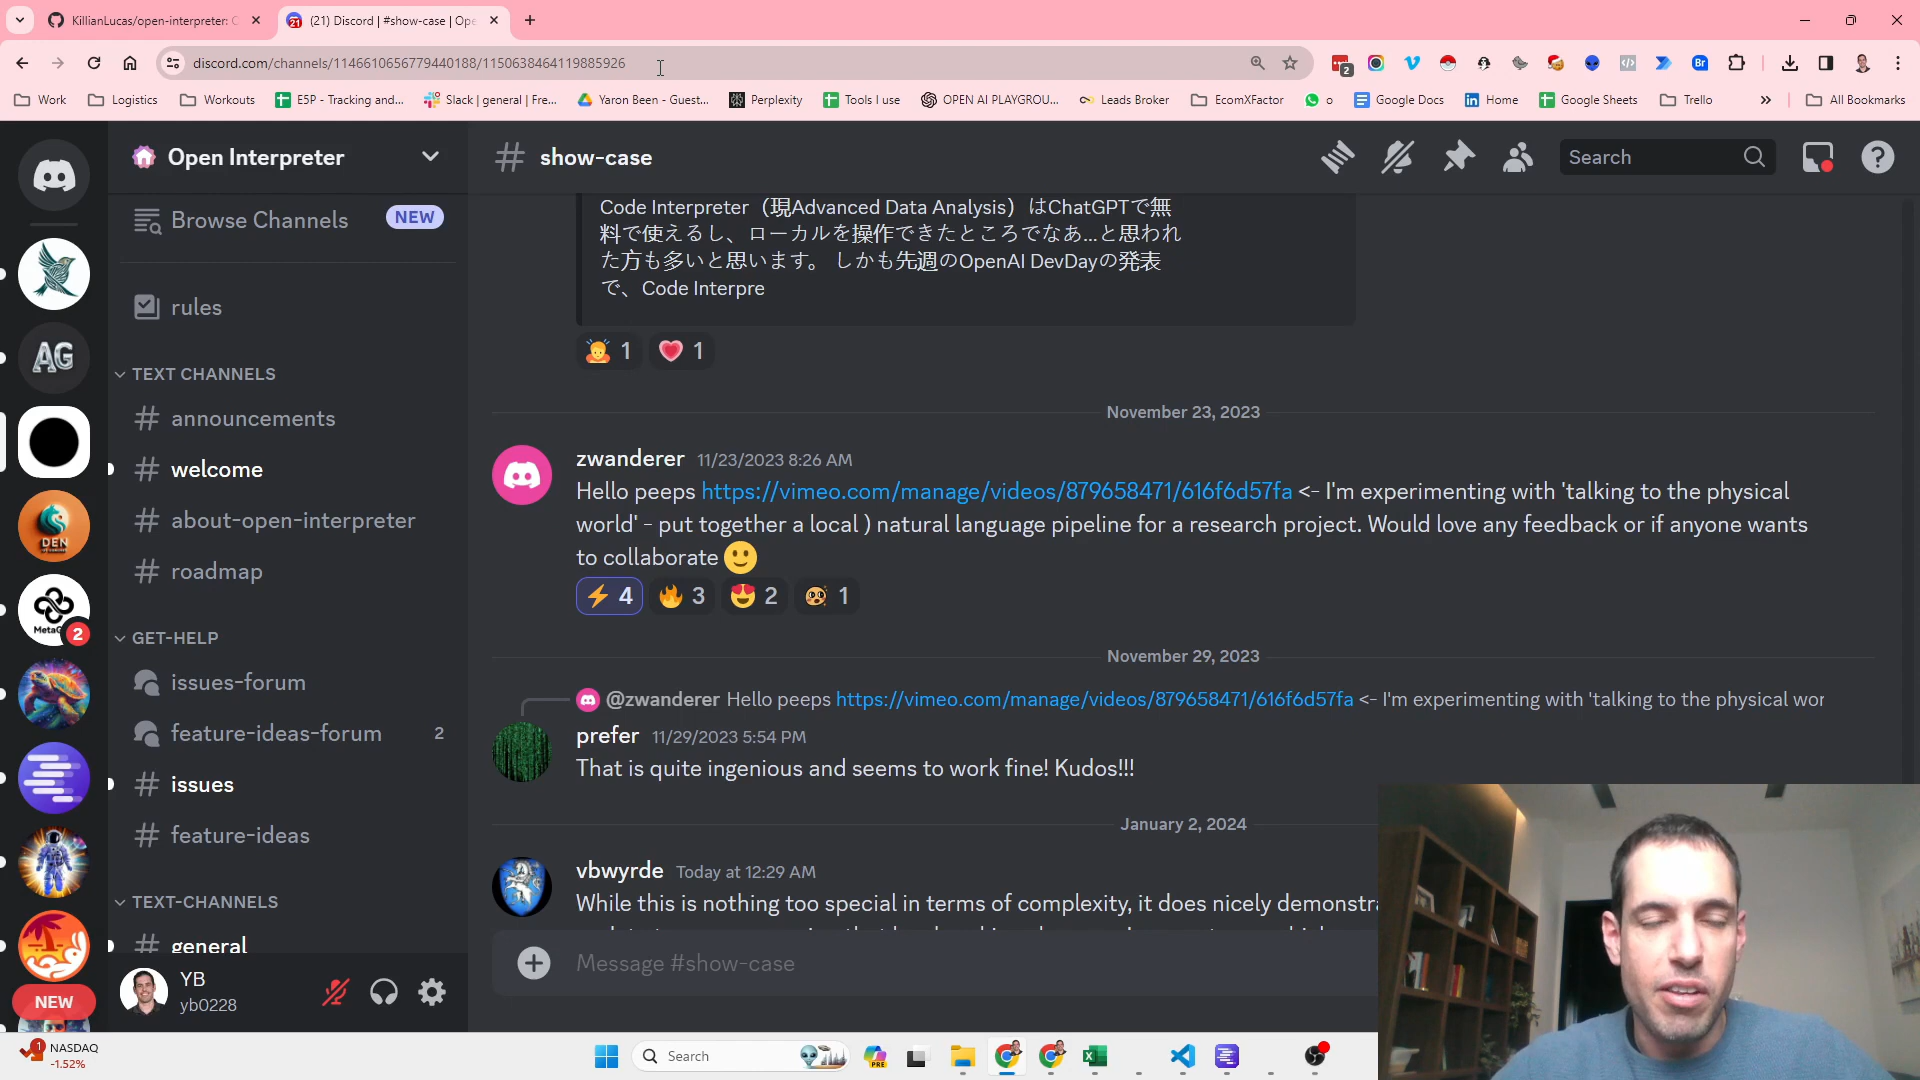 KillianLucas/open-interpreter: C
(21) Discord | #show-case | Ope
discord.com/channels/1146610656779440188/1150638464119885926
Work
Logistics
Workouts
E5P - Tracking and...
Slack | general | Fre...
Yaron Been - Guest...
Perplexity
Tools I use
OPEN AI PLAYGROU...
Leads Broker
EcomXFactor
o
Google Docs
Home
Google Sheets
Trello
All Bookmarks
Open Interpreter
# show-case
Search
Browse Channels
NEW
rules
TEXT CHANNELS
# announcements
# welcome
# about-open-interpreter
# roadmap
GET-HELP
issues-forum
feature-ideas-forum 2
# issues
# feature-ideas
TEXT-CHANNELS
# general
AG
DEN
2
NEW
YB
yb0228
Code Interpreter（現Advanced Data Analysis）はChatGPTで無
料で使えるし、ローカルを操作できたところでなあ...と思われ
た方も多いと思います。 しかも先週のOpenAI DevDayの発表
で、Code Interpre
1 1
November 23, 2023
zwanderer 11/23/2023 8:26 AM
Hello peeps https://vimeo.com/manage/videos/879658471/616f6d57fa <- I'm experimenting with 'talking to the physical
world' - put together a local ) natural language pipeline for a research project. Would love any feedback or if anyone wants
to collaborate
4 3 2 1
November 29, 2023
@zwanderer Hello peeps https://vimeo.com/manage/videos/879658471/616f6d57fa <- I'm experimenting with 'talking to the physical wor
prefer 11/29/2023 5:54 PM
That is quite ingenious and seems to work fine! Kudos!!!
January 2, 2024
vbwyrde Today at 12:29 AM
While this is nothing too special in terms of complexity, it does nicely demonstra
Message #show-case
1
NASDAQ
-1.52%
Search
PRE